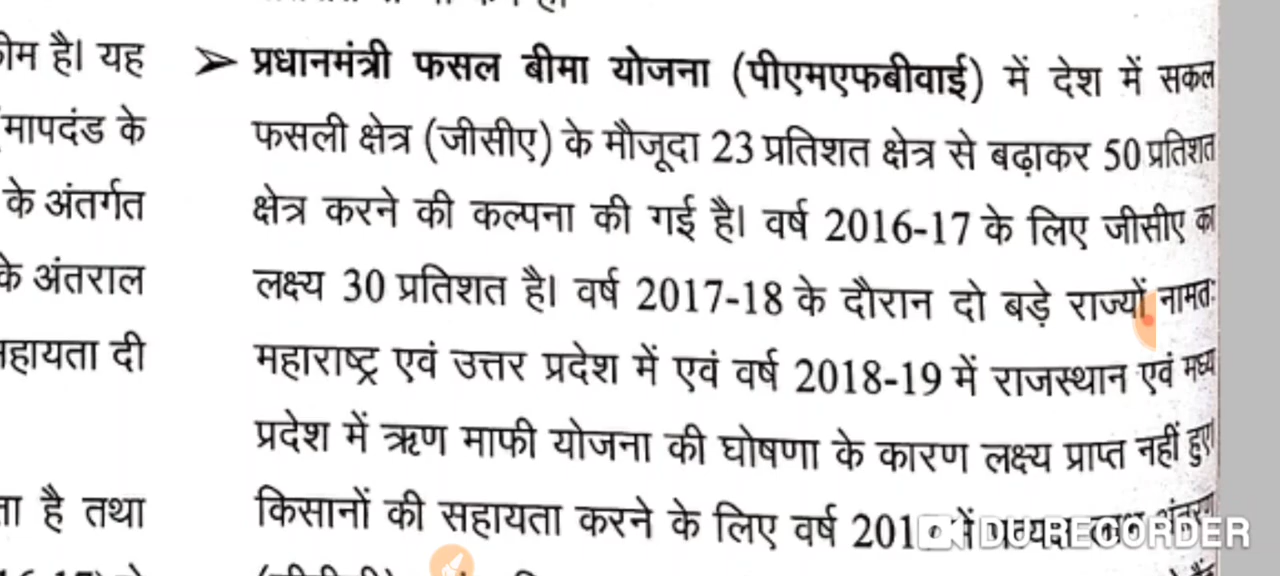 है। यह
➢ प्रधानमंत्री फसल बीमा योजना (पीएमएफबीवाई) में देश में सकल
मापदंड के
फसली क्षेत्र (जीसीए) के मौजूदा 23 प्रतिशत क्षेत्र से बढ़ाकर 50 प्रतिशत
के अंतर्गत
क्षेत्र करने की कल्पना की गई है। वर्ष 2016-17 के लिए जीसीए का
के अंतराल
लक्ष्य 30 प्रतिशत है। वर्ष 2017-18 के दौरान दो बड़े राज्यों नामतः
सहायता दी
महाराष्ट्र एवं उत्तर प्रदेश में एवं वर्ष 2018-19 में राजस्थान एवं मध्य
प्रदेश में ऋण माफी योजना की घोषणा के कारण लक्ष्य प्राप्त नहीं हुए
है तथा
किसानों की सहायता करने के लिए वर्ष में
DU RECORDER